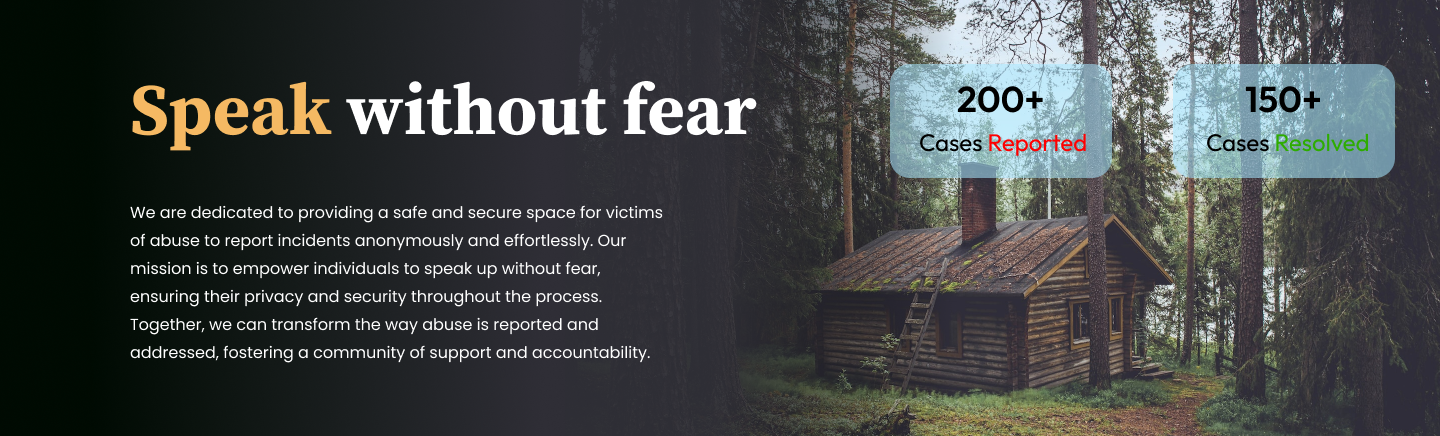 Speak without fear
200+
Cases Reported
150+
Cases Resolved
We are dedicated to providing a safe and secure space for victims
of abuse to report incidents anonymously and effortlessly. Our
mission is to empower individuals to speak up without fear,
ensuring their privacy and security throughout the process.
Together, we can transform the way abuse is reported and
addressed, fostering a community of support and accountability.